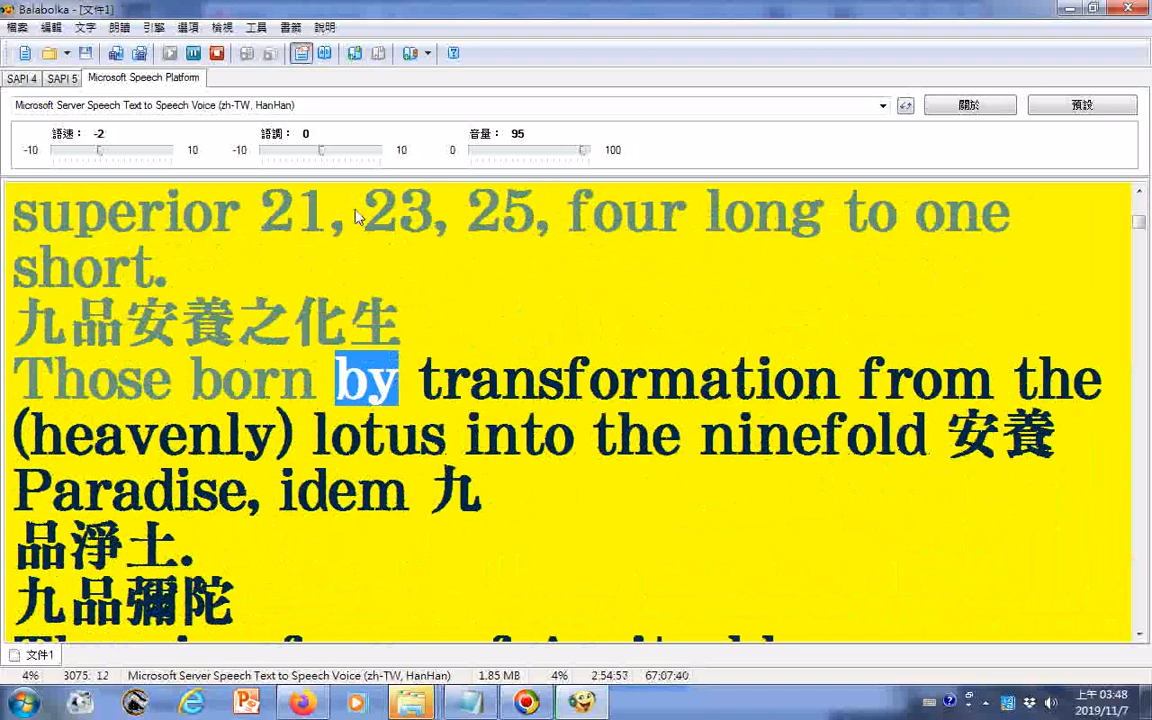 Balabolka - [文件1]
檔案 編輯 文字 朗讀 引擎 選項 檢視 工具 書籤 說明
SAPI 4 SAPI 5 Microsoft Speech Platform
Microsoft Server Speech Text to Speech Voice (zh-TW, HanHan) 關於 預設
語速： -2 語調： 0 音量： 95
-10 10 -10 10 0 100
superior 21, 23, 25, four long to one
short.
九品安養之化生
Those born by transformation from the
(heavenly) lotus into the ninefold 安養
Paradise, idem 九
品淨土.
九品彌陀
文件1
4% 3075: 12 Microsoft Server Speech Text to Speech Voice (zh-TW, HanHan) 1.85 MB 4% 2:54:53 67:07:40
上午 03:48
2019/11/7